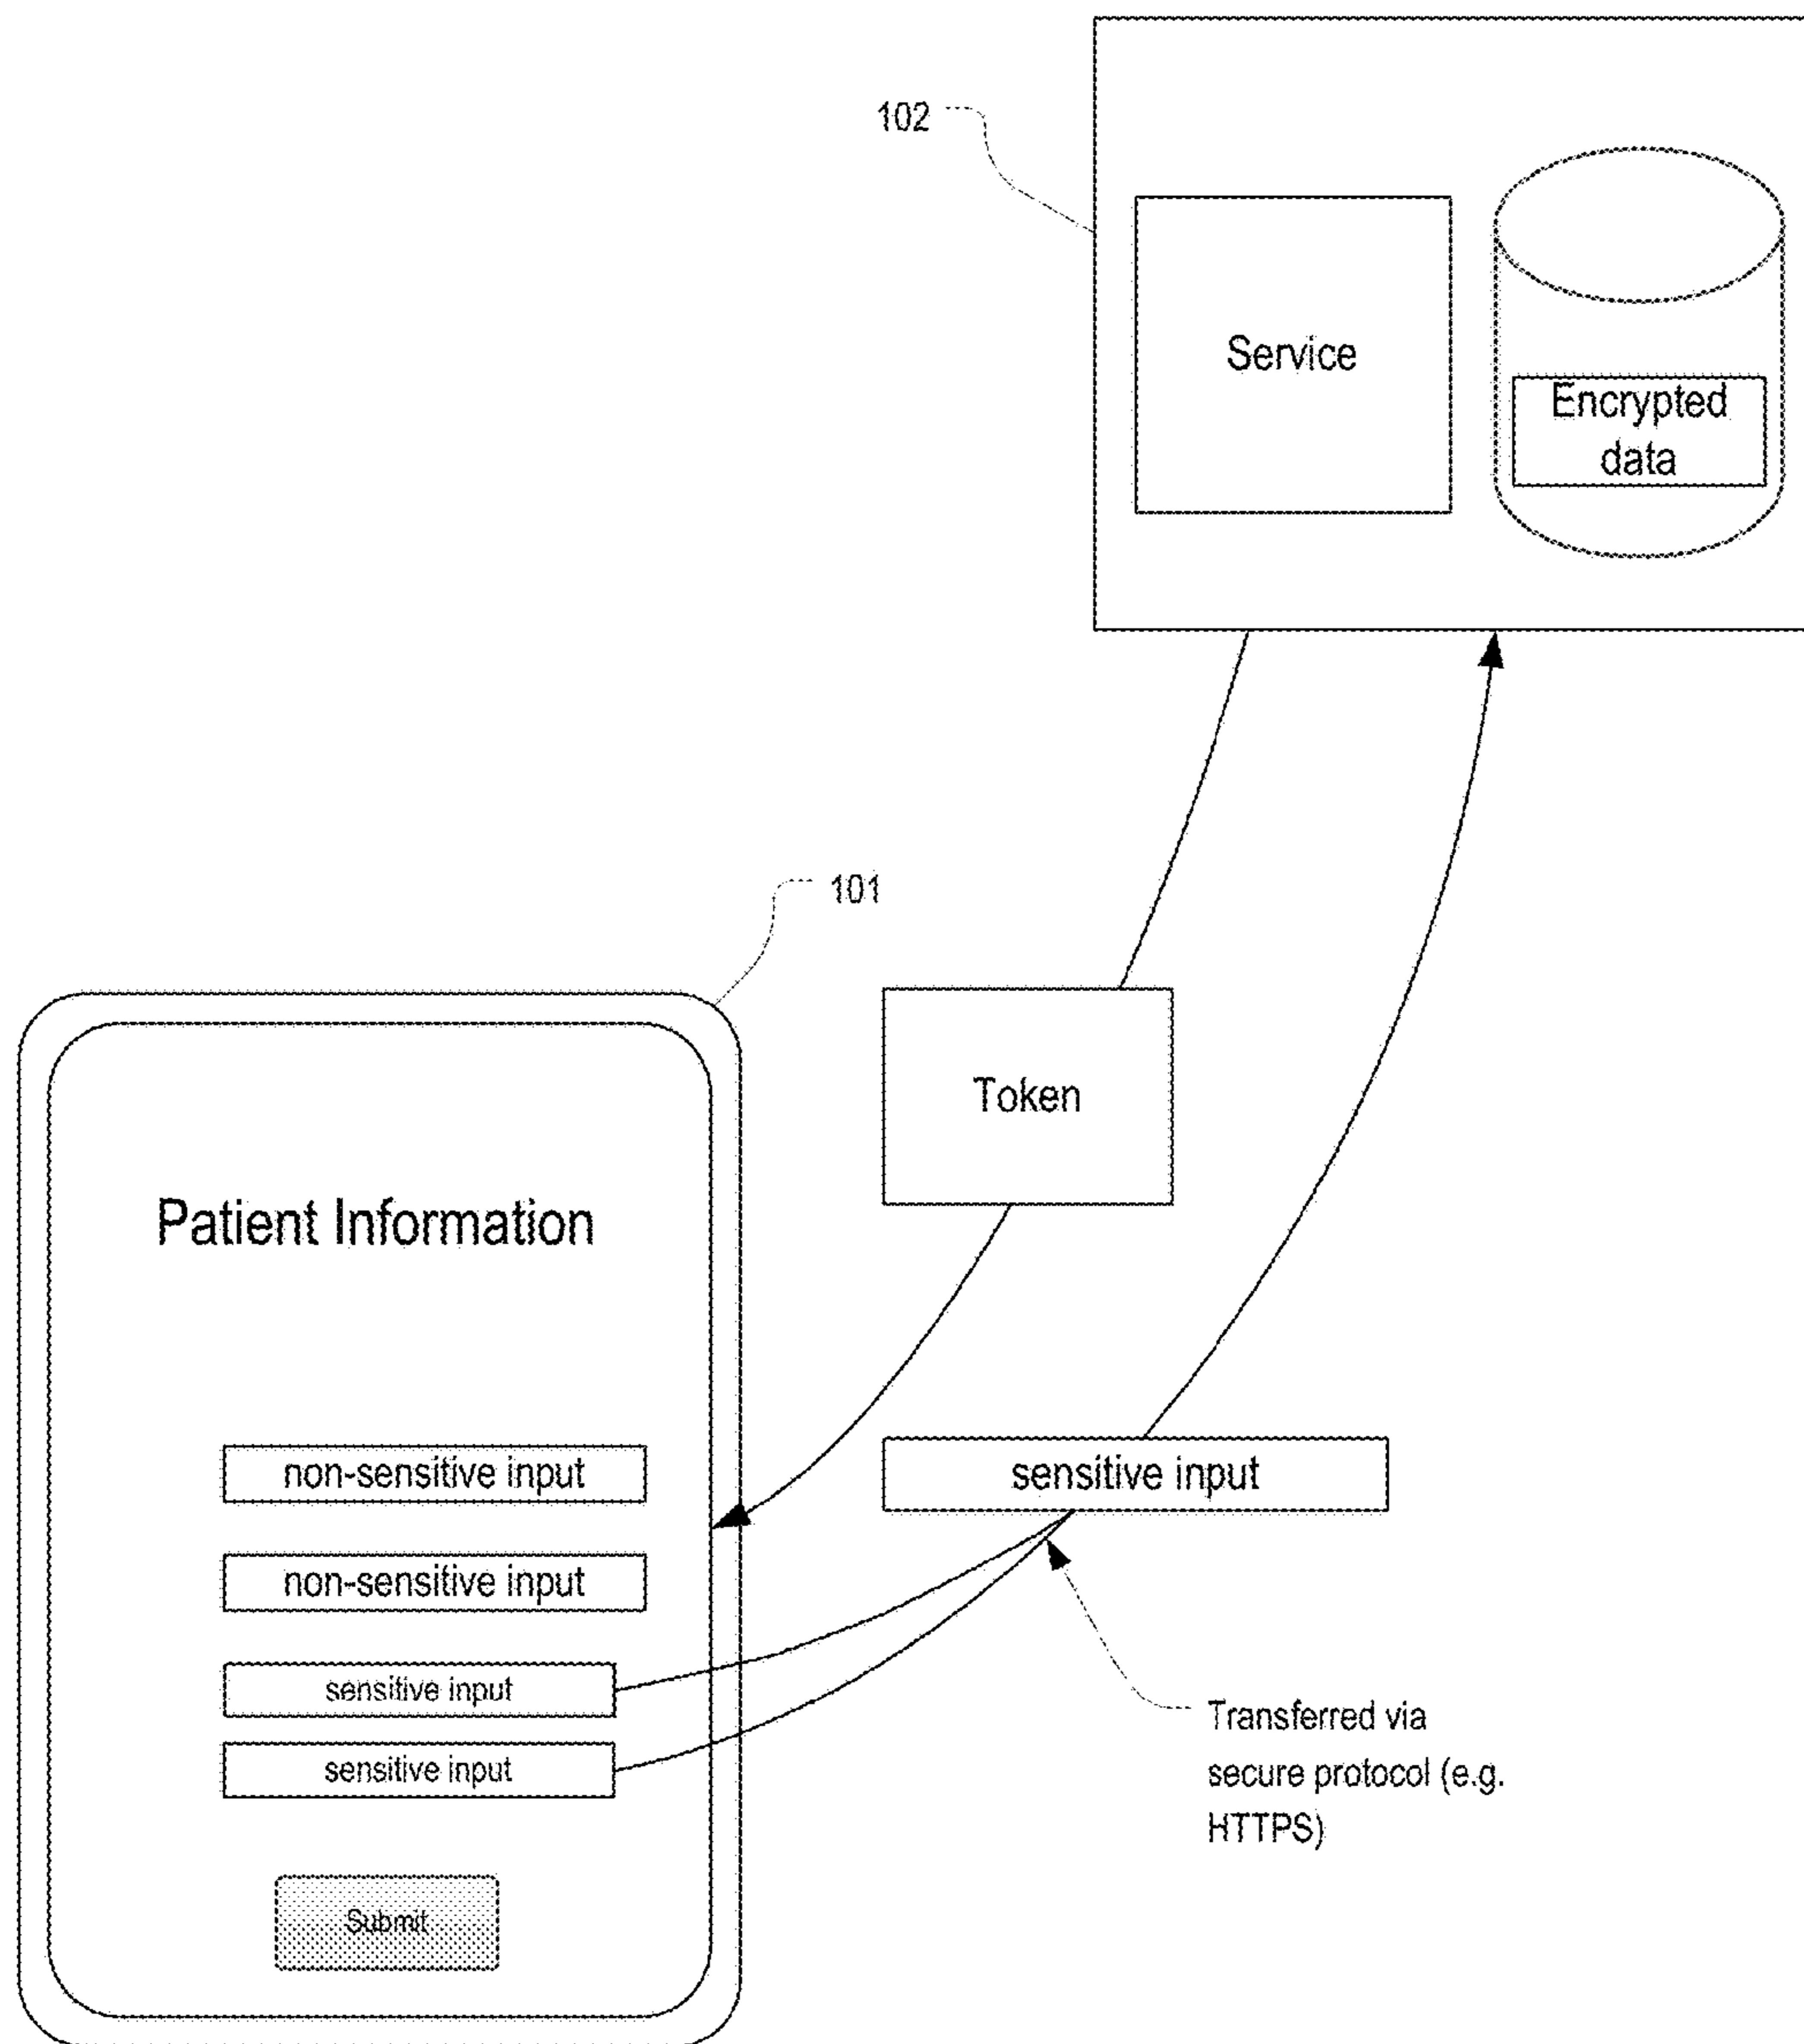 102
Service
Encrypted
data
101
Token
Patient Information
non-sensitive input
sensitive input
non-sensitive input
sensitive input
sensitive input
Transferred via
secure protocol (e.g.
HTTPS)
Submit